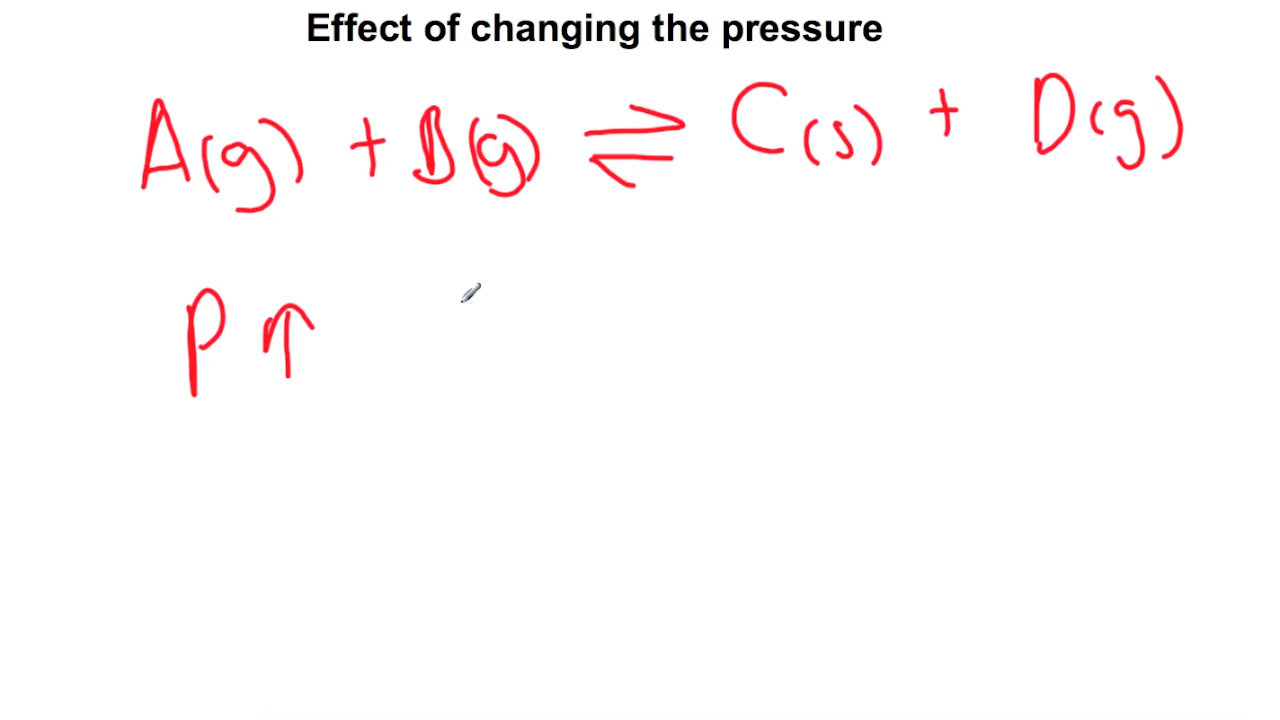 Effect of changing the pressure
A(g) + B(g) ⇌ C(s) + D(g)
P ↑